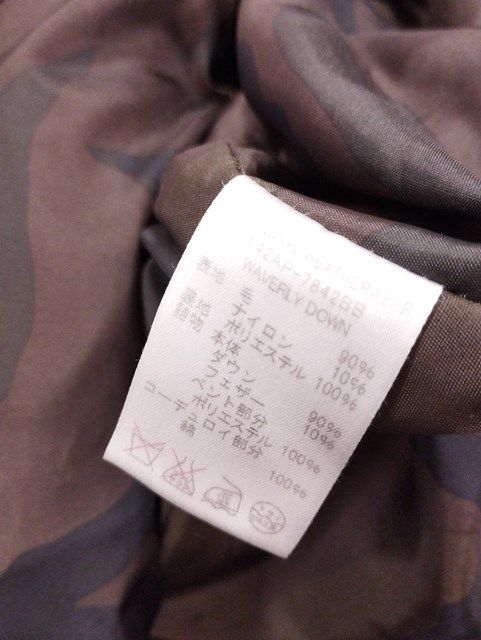 WEATHERWEAR
142AP-7842BB
WAVERLY DOWN
表地 毛 90%
ナイロン 10%
裏地 ポリエステル 100%
詰物 本体
ダウン 90%
フェザー 10%
ベント部分
ポリエステル 100%
コーデュロイ部分
綿 100%